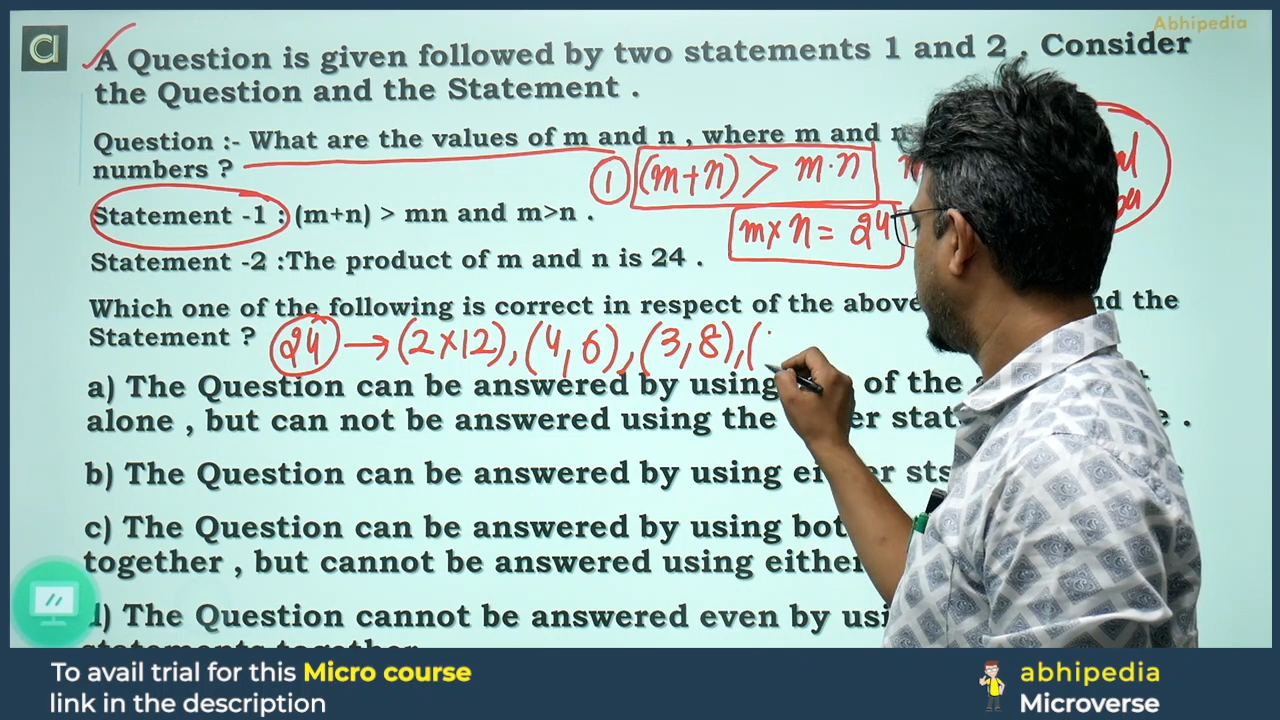 Abhipedia
A Question is given followed by two statements 1 and 2 . Consider
the Question and the Statement .
Question :- What are the values of m and n , where m and n
numbers ?
① (m+n) > m·n
Statement -1 : (m+n) > mn and m>n .
m×n = 24
Statement -2 :The product of m and n is 24 .
Which one of the following is correct in respect of the above and the
Statement ?
24 → (2×12), (4,6), (3,8), (
a) The Question can be answered by using of the
alone , but can not be answered using the .
b) The Question can be answered by using
c) The Question can be answered by using
together , but cannot be answered using
d) The Question cannot be answered even by
statements together
To avail trial for this Micro course
link in the description
abhipedia
Microverse